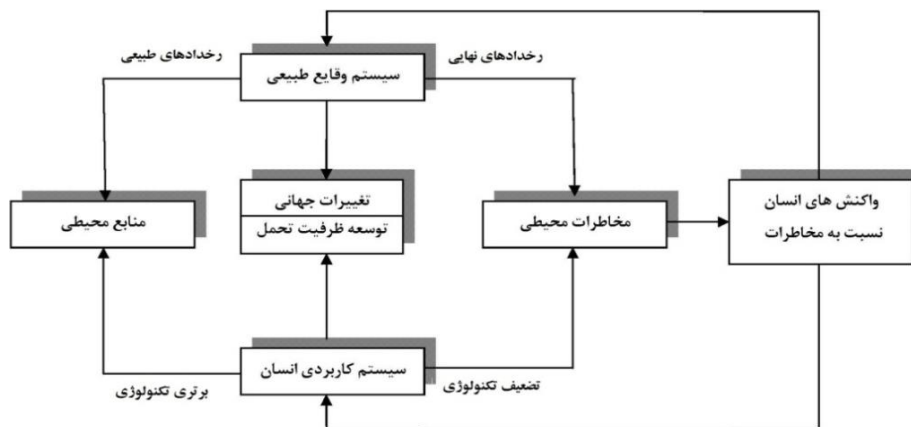 رخدادهای طبیعی
سیستم وقایع طبیعی
رخدادهای نهایی
منابع محیطی
تغییرات جهانی
توسعه ظرفیت تحمل
مخاطرات محیطی
واکنش های انسان
نسبت به مخاطرات
برتری تکنولوژی
سیستم کاربردی انسان
تضعیف تکنولوژی